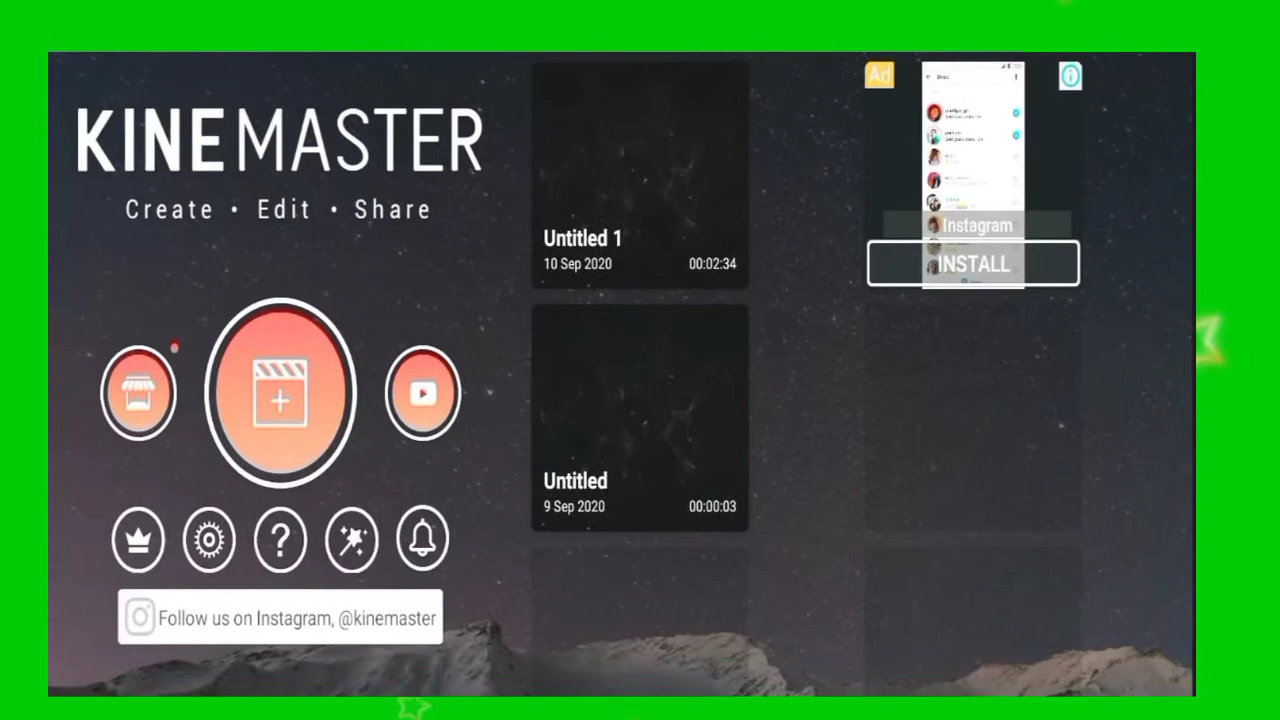 KINEMASTER
Create • Edit • Share
Untitled 1
10 Sep 2020 00:02:34
Untitled
9 Sep 2020 00:00:03
Ad
Instagram
INSTALL
Follow us on Instagram, @kinemaster